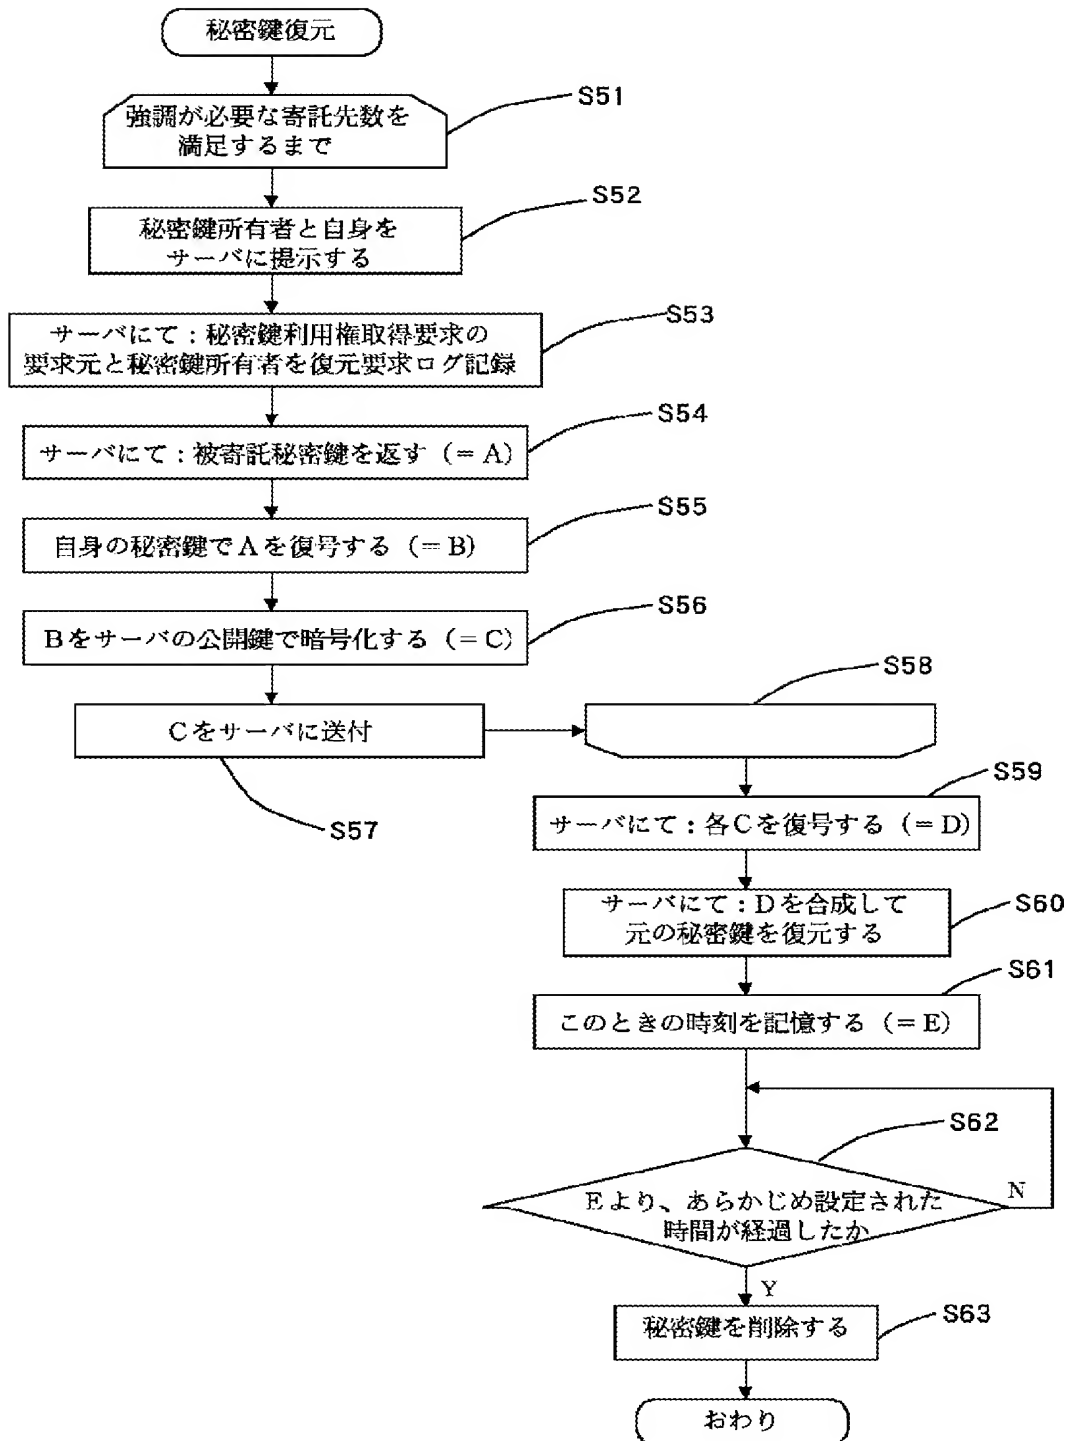 秘密鍵復元
強調が必要な寄託先数を
満足するまで
S51
秘密鍵所有者と自身を
サーバに提示する
S52
サーバにて：秘密鍵利用権取得要求の
要求元と秘密鍵所有者を復元要求ログ記録
S53
サーバにて：被寄託秘密鍵を返す（＝A）
S54
自身の秘密鍵でAを復号する（＝B）
S55
Bをサーバの公開鍵で暗号化する（＝C）
S56
Cをサーバに送付
S57
S58
サーバにて：各Cを復号する（＝D）
S59
サーバにて：Dを合成して
元の秘密鍵を復元する
S60
このときの時刻を記憶する（＝E）
S61
Eより、あらかじめ設定された
時間が経過したか
S62
N
Y
秘密鍵を削除する
S63
おわり